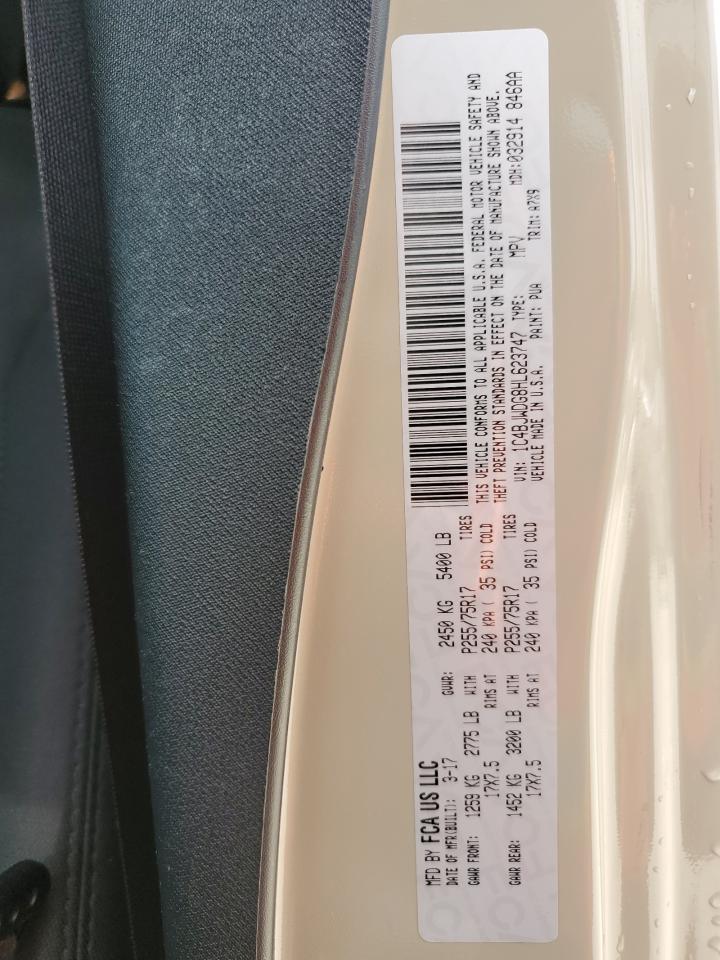 MFD BY FCA US LLC
DATE OF MFR(BUILT): 3-17 GVWR: 2450 KG 5400 LB
GAWR FRONT: 1259 KG 2775 LB WITH P255/75R17 TIRES
17X7.5 RIMS AT 240 KPA ( 35 PSI) COLD
GAWR REAR: 1452 KG 3200 LB WITH P255/75R17 TIRES
17X7.5 RIMS AT 240 KPA ( 35 PSI) COLD
THIS VEHICLE CONFORMS TO ALL APPLICABLE U.S.A. FEDERAL MOTOR VEHICLE SAFETY AND
THEFT PREVENTION STANDARDS IN EFFECT ON THE DATE OF MANUFACTURE SHOWN ABOVE.
VIN: 1C4BJWDG8HL623747 TYPE: MPV MDH:032914 846AA
VEHICLE MADE IN U.S.A. PAINT: PUA TRIM: A7X9